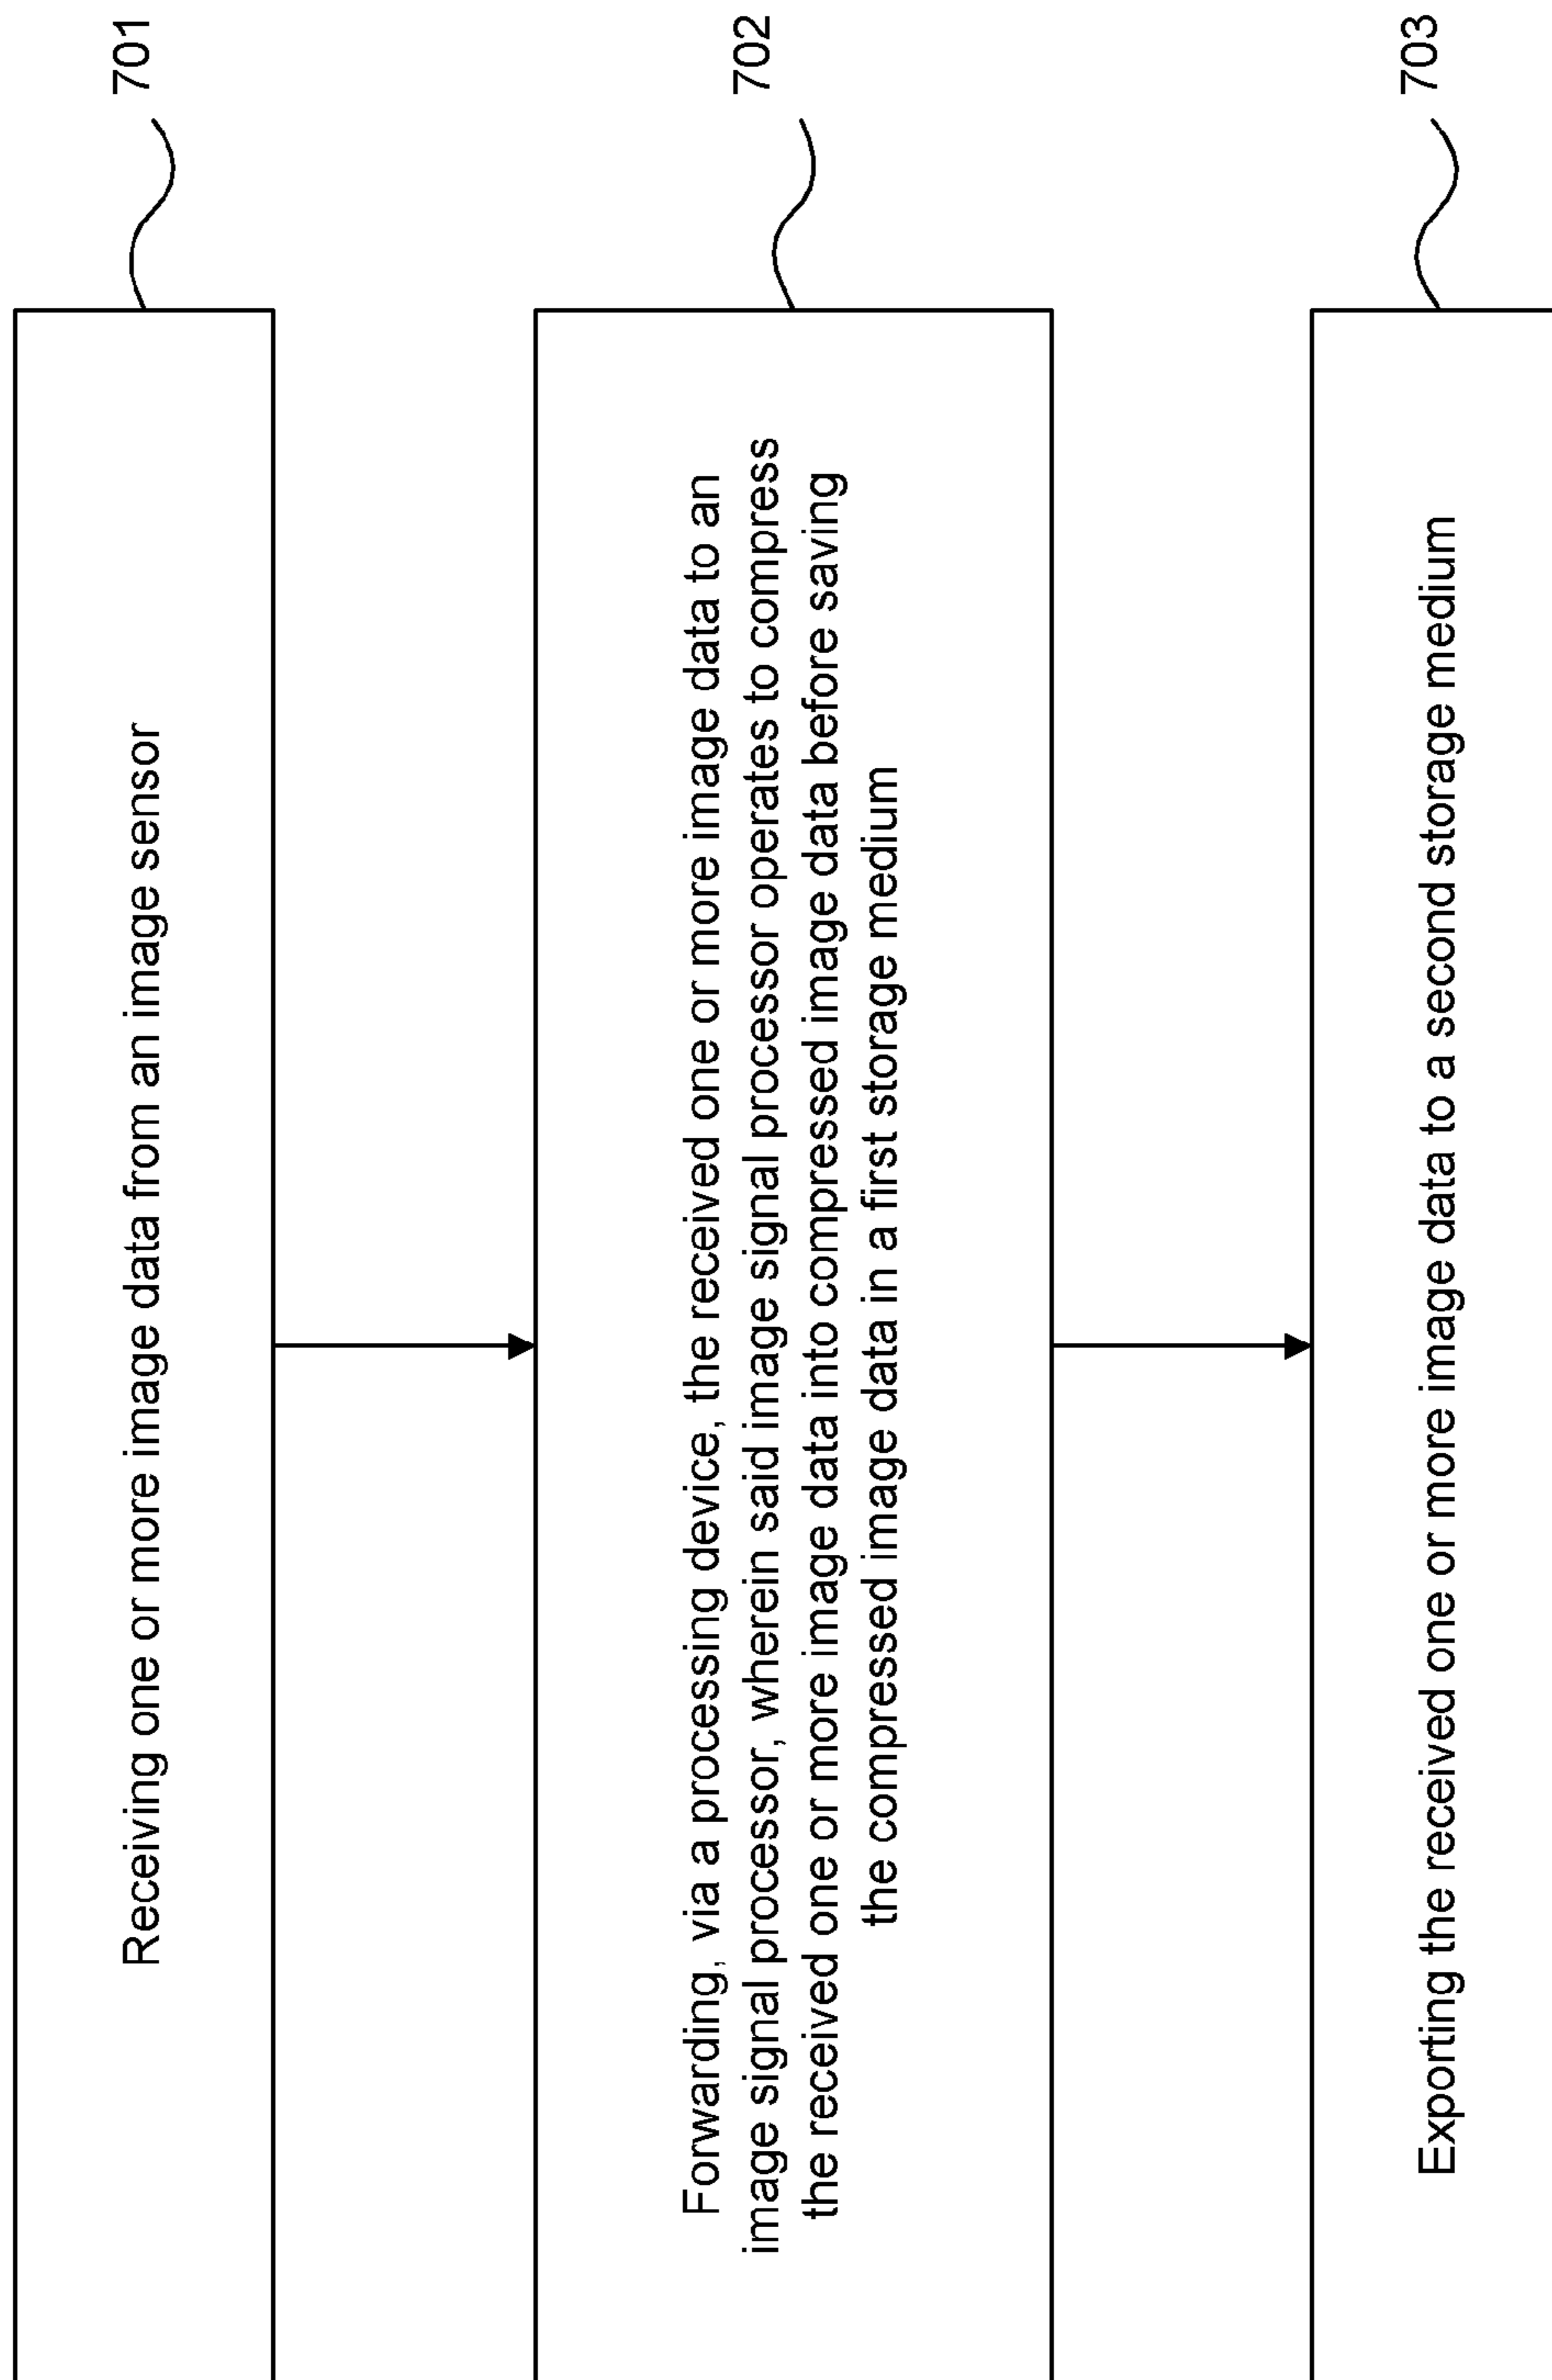 Receiving one or more image data from an image sensor
701
Forwarding, via a processing device, the received one or more image data to an
image signal processor, wherein said image signal processor operates to compress
the received one or more image data into compressed image data before saving
the compressed image data in a first storage medium
702
Exporting the received one or more image data to a second storage medium
703